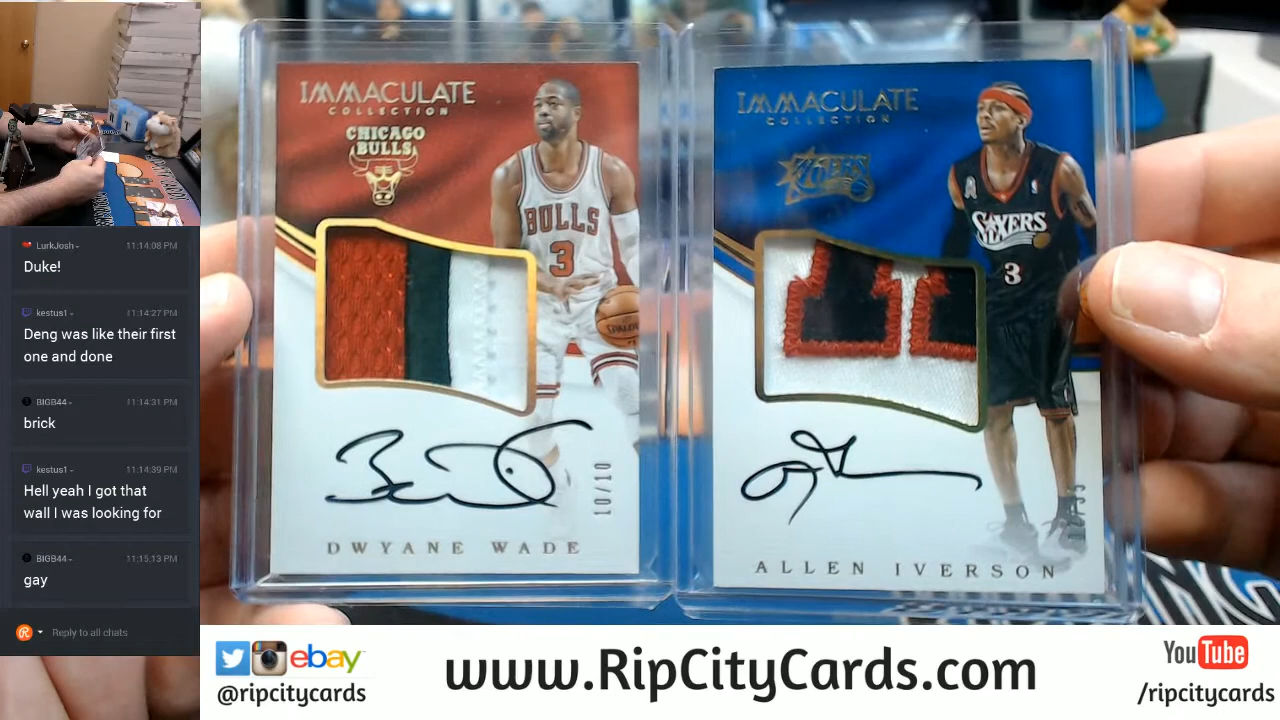 LurkJosh 11:14:08 PM
Duke!
kestus1 11:14:27 PM
Deng was like their first
one and done
BIGB44 11:14:31 PM
brick
kestus1 11:14:39 PM
Hell yeah I got that
wall I was looking for
BIGB44 11:15:13 PM
gay
Reply to all chats
IMMACULATE
COLLECTION
CHICAGO
BULLS
BULLS
3
SPALDING
10/10
DWYANE WADE
IMMACULATE
COLLECTION
76ERS
SIXERS
3
ALLEN IVERSON
ebay
@ripcitycards
www.RipCityCards.com
YouTube
/ripcitycards